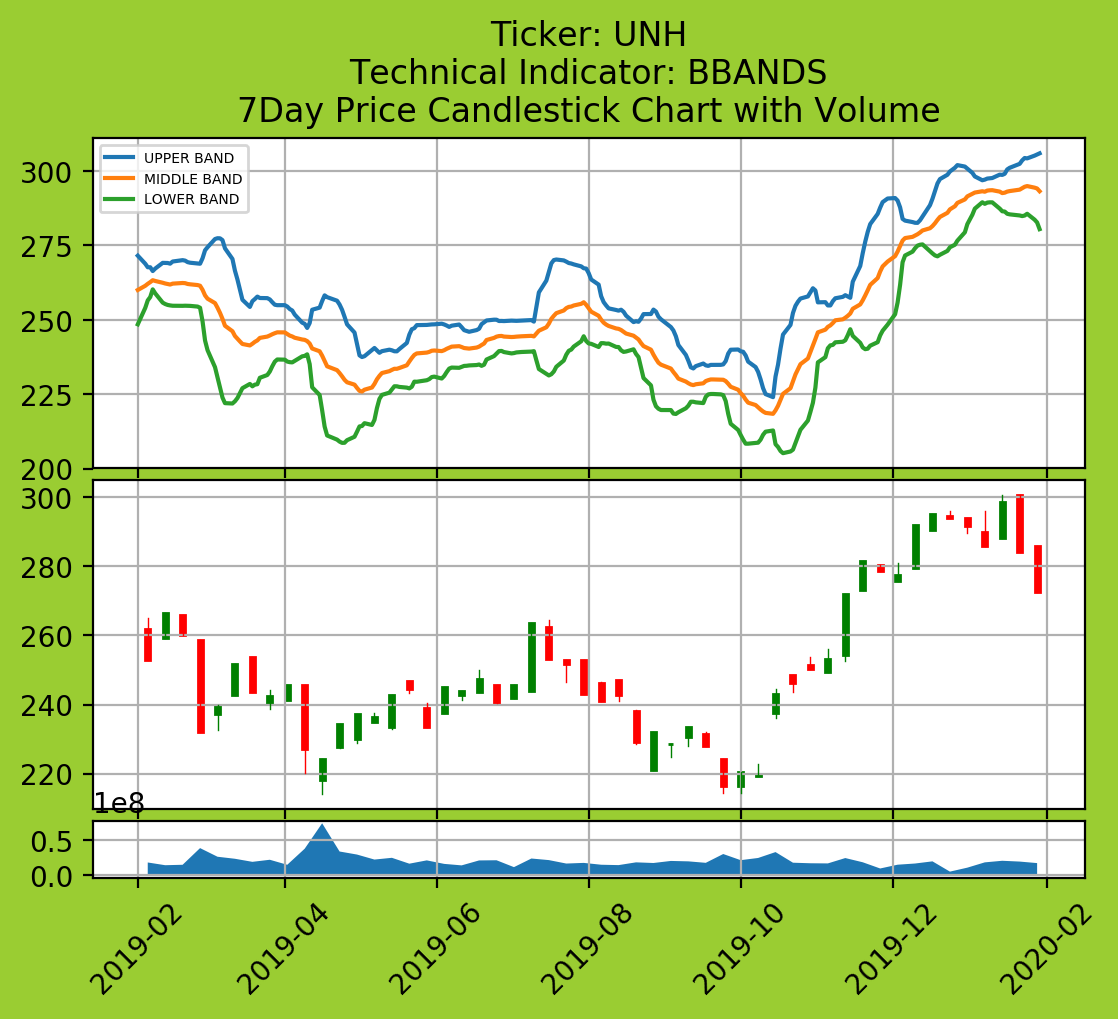 Ticker: UNH
Technical Indicator: BBANDS
7Day Price Candlestick Chart with Volume
UPPER BAND
MIDDLE BAND
LOWER BAND
300
275
250
225
200
300
280
260
240
220
1e8
0.5
0.0
2019-02
2019-04
2019-06
2019-08
2019-10
2019-12
2020-02